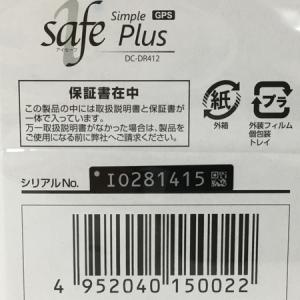 Simple GPS
safe Plus
アイセーフ
DC-DR412
保証書在中
この製品の中には取扱説明書と保証書が
一体で入っています。
万一取扱説明書がなかった場合は、製品を
ご使用になる前に弊社へご請求ください。
紙
外箱
プラ
外装フィルム
個包装
トレイ
シリアルNo. I0281415
4 952040 150022